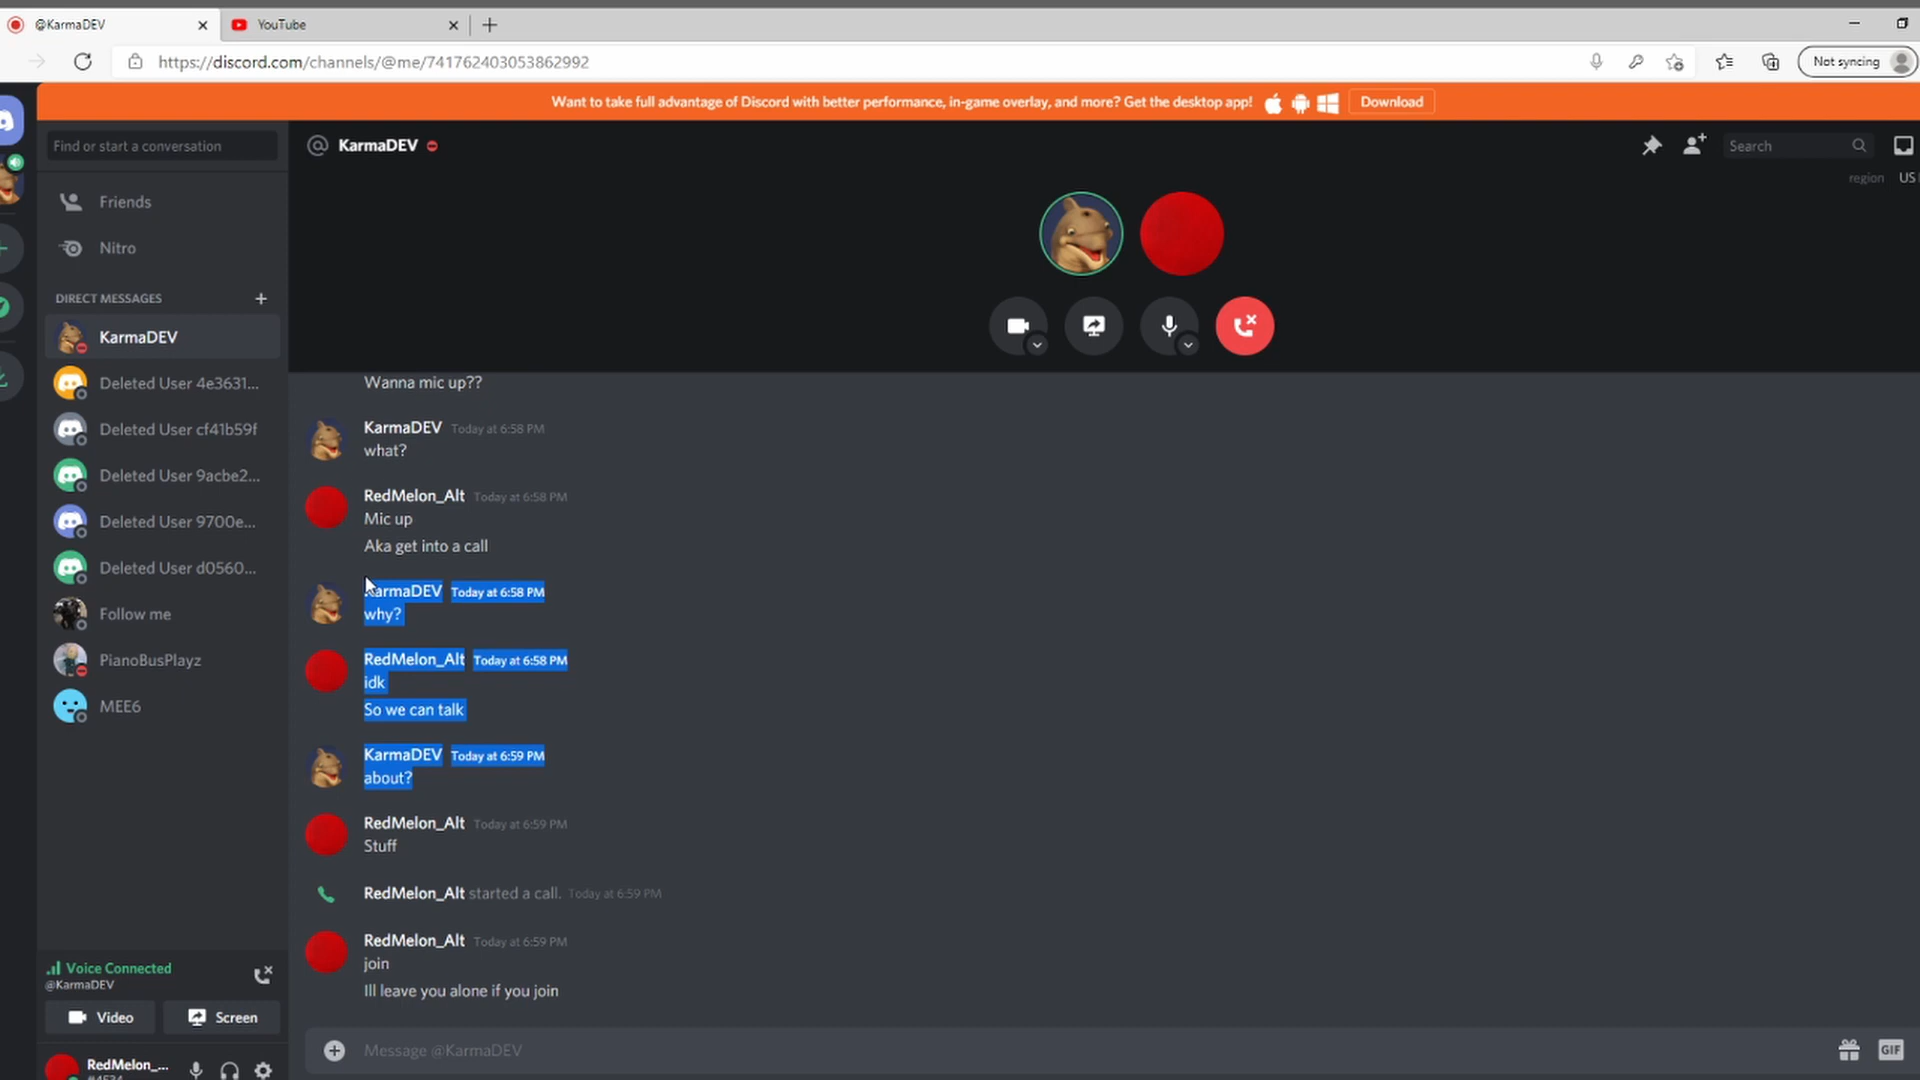 @KarmaDEV
YouTube
https://discord.com/channels/@me/741762403053862992
Not syncing
Want to take full advantage of Discord with better performance, in-game overlay, and more? Get the desktop app!
Download
Find or start a conversation
KarmaDEV
Search
region US
Friends
Nitro
DIRECT MESSAGES
KarmaDEV
Deleted User 4e3631...
Deleted User cf41b59f
Deleted User 9acbe2...
Deleted User 9700e...
Deleted User d0560...
Follow me
PianoBusPlayz
MEE6
Voice Connected
@KarmaDEV
Video
Screen
RedMelon_...
Wanna mic up??
KarmaDEV Today at 6:58 PM
what?
RedMelon_Alt Today at 6:58 PM
Mic up
Aka get into a call
KarmaDEV Today at 6:58 PM
why?
RedMelon_Alt Today at 6:58 PM
idk
So we can talk
KarmaDEV Today at 6:59 PM
about?
RedMelon_Alt Today at 6:59 PM
Stuff
RedMelon_Alt started a call. Today at 6:59 PM
RedMelon_Alt Today at 6:59 PM
join
Ill leave you alone if you join
Message @KarmaDEV
GIF